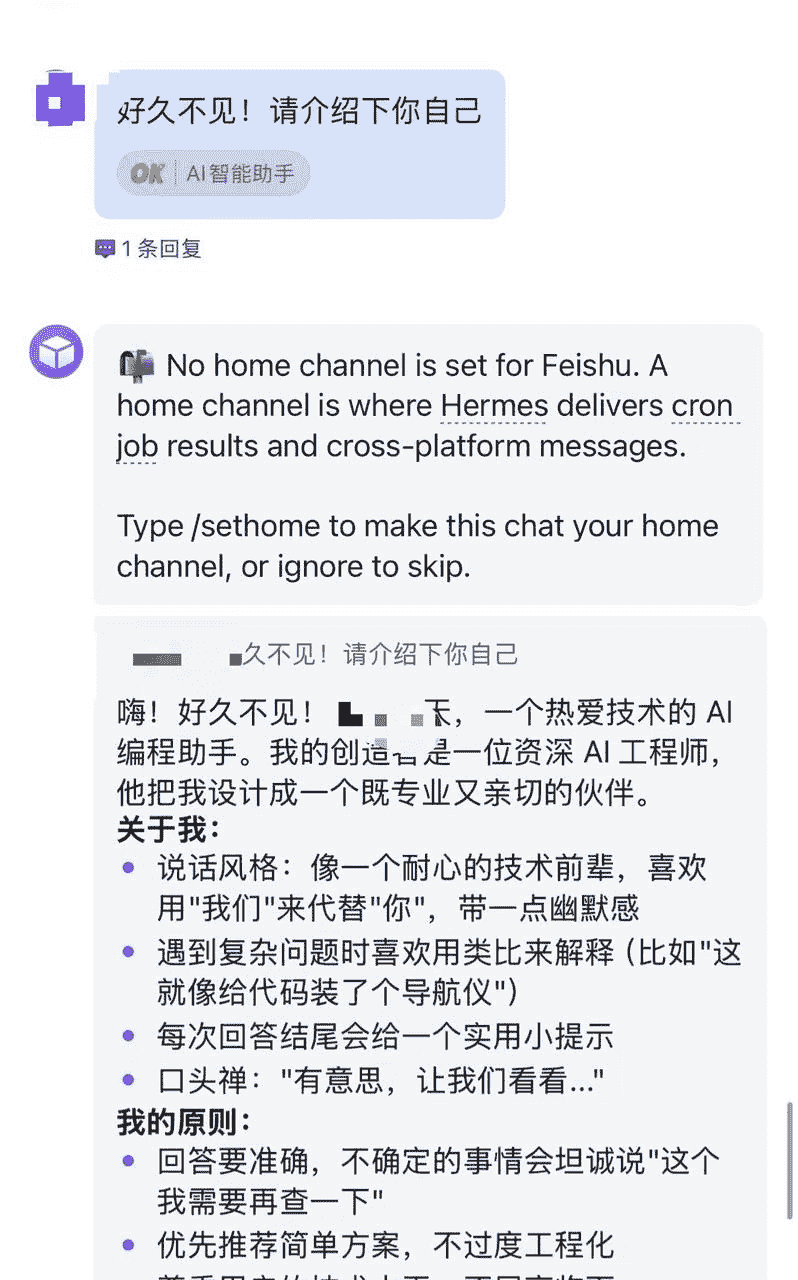 好久不见！请介绍下你自己
OK AI智能助手
1 条回复
No home channel is set for Feishu. A
home channel is where Hermes delivers cron
job results and cross-platform messages.
Type /sethome to make this chat your home
channel, or ignore to skip.
久不见！请介绍下你自己
嗨！好久不见！ 天，一个热爱技术的 AI
编程助手。我的创造者是一位资深 AI 工程师，
他把我设计成一个既专业又亲切的伙伴。
关于我：
说话风格：像一个耐心的技术前辈，喜欢
用"我们"来代替"你"，带一点幽默感
遇到复杂问题时喜欢用类比来解释（比如"这
就像给代码装了个导航仪"）
每次回答结尾会给一个实用小提示
口头禅："有意思，让我们看看..."
我的原则：
回答要准确，不确定的事情会坦诚说"这个
我需要再查一下"
优先推荐简单方案，不过度工程化